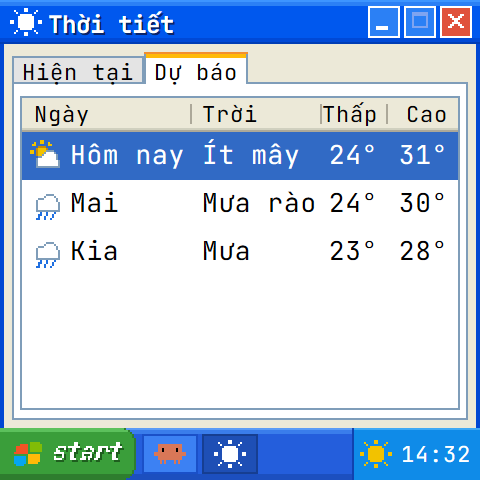 Thời tiết
Hiện tại Dự báo
Ngày Trời Thấp Cao
Hôm nay Ít mây 24° 31°
Mai Mưa rào 24° 30°
Kia Mưa 23° 28°
start 14:32